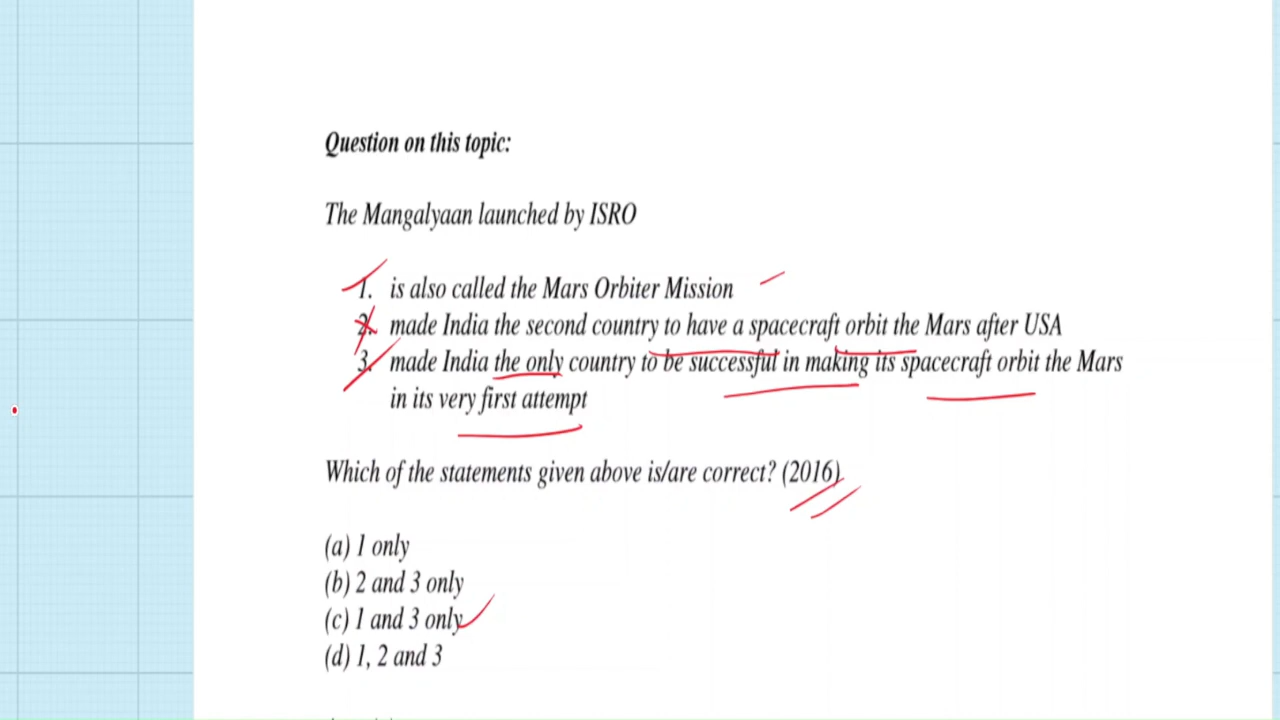 Question on this topic:
The Mangalyaan launched by ISRO
1. is also called the Mars Orbiter Mission
2. made India the second country to have a spacecraft orbit the Mars after USA
3. made India the only country to be successful in making its spacecraft orbit the Mars
in its very first attempt
Which of the statements given above is/are correct? (2016)
(a) 1 only
(b) 2 and 3 only
(c) 1 and 3 only
(d) 1, 2 and 3